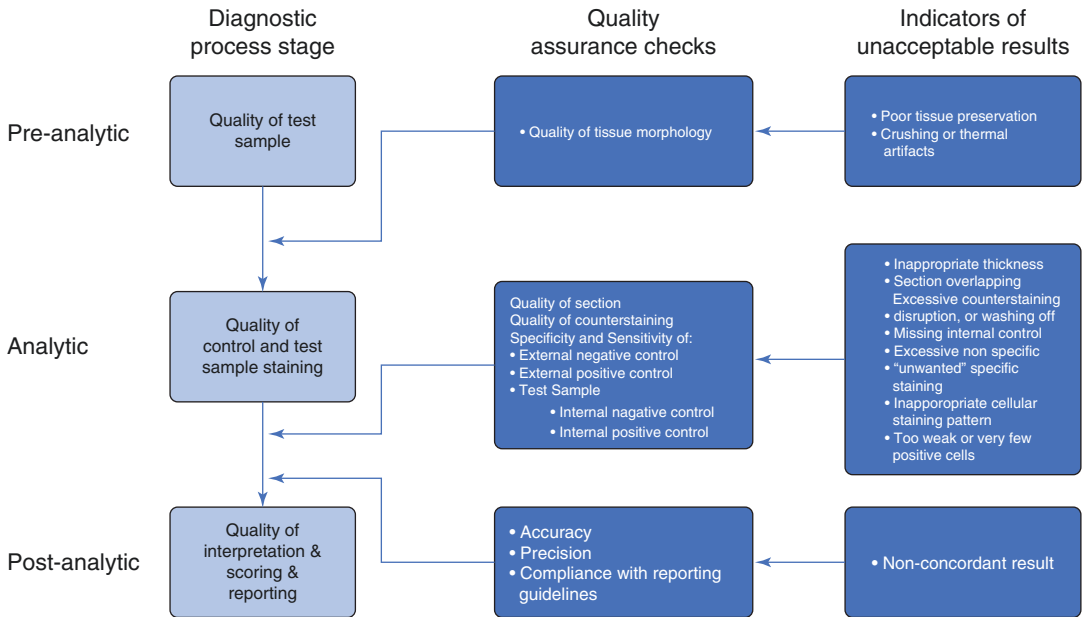 Diagnostic
process stage
Quality
assurance checks
Indicators of
unacceptable results
Pre-analytic
Quality of test
sample
• Quality of tissue morphology
• Poor tissue preservation
• Crushing or thermal
artifacts
Analytic
Quality of
control and test
sample staining
Quality of section
Quality of counterstaining
Specificity and Sensitivity of:
• External negative control
• External positive control
• Test Sample
• Internal nagative control
• Internal positive control
• Inappropriate thickness
• Section overlapping
Excessive counterstaining
• disruption, or washing off
• Missing internal control
• Excessive non specific
• “unwanted” specific
staining
• Inapporopriate cellular
staining pattern
• Too weak or very few
positive cells
Post-analytic
Quality of
interpretation &
scoring &
reporting
• Accuracy
• Precision
• Compliance with reporting
guidelines
• Non-concordant result